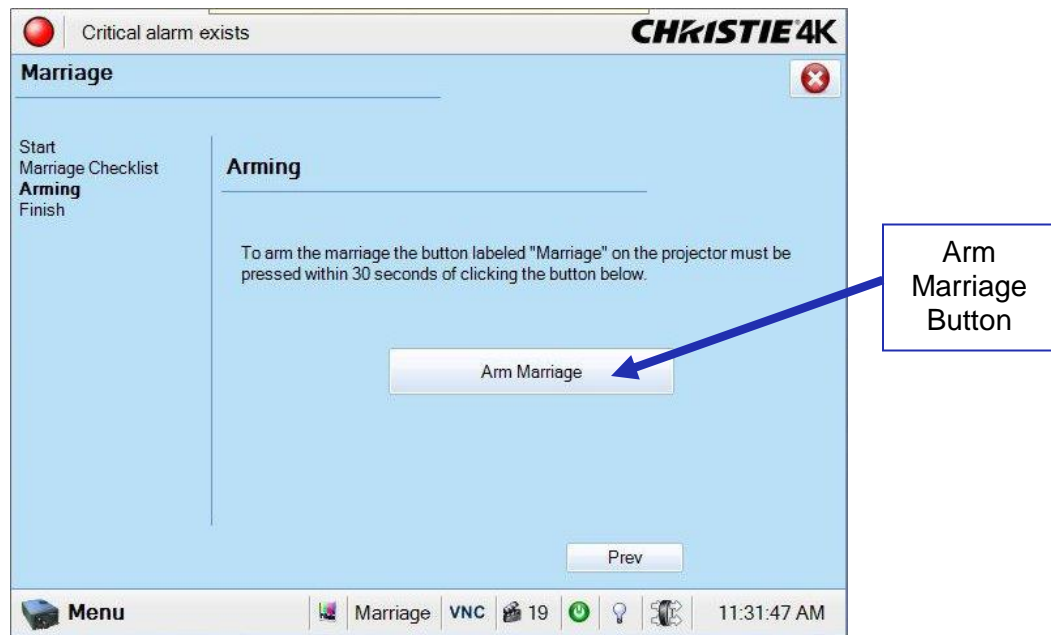 Critical alarm exists
CHRISTIE 4K
Marriage
Start
Marriage Checklist
Arming
Finish
Arming
To arm the marriage the button labeled "Marriage" on the projector must be
pressed within 30 seconds of clicking the button below.
Arm Marriage
Prev
Menu
Marriage
VNC
19
11:31:47 AM
Arm
Marriage
Button